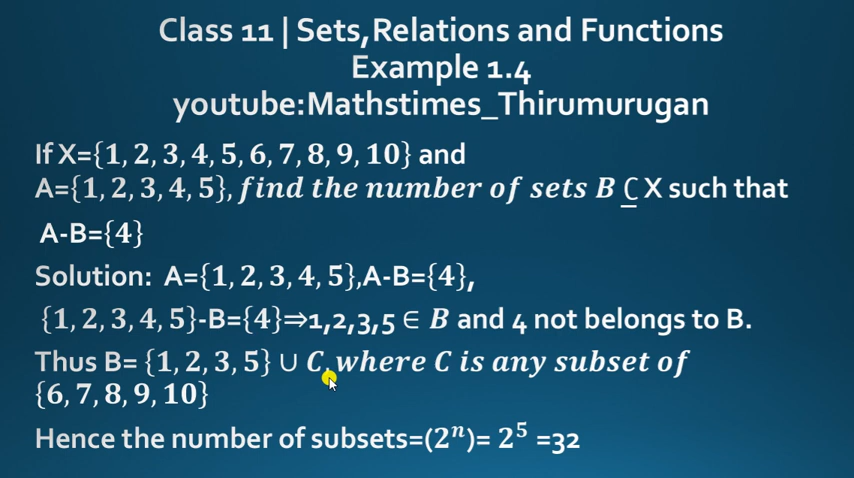 Class 11 | Sets,Relations and Functions
Example 1.4
youtube:Mathstimes_Thirumurugan
If X={1, 2, 3, 4, 5, 6, 7, 8, 9, 10} and
A={1, 2, 3, 4, 5}, find the number of sets B ⊆ X such that
A-B={4}
Solution: A={1, 2, 3, 4, 5},A-B={4},
{1, 2, 3, 4, 5}-B={4}⇒1,2,3,5 ∈ B and 4 not belongs to B.
Thus B= {1, 2, 3, 5} ∪ C, where C is any subset of
{6, 7, 8, 9, 10}
Hence the number of subsets=(2ⁿ)= 2⁵ =32